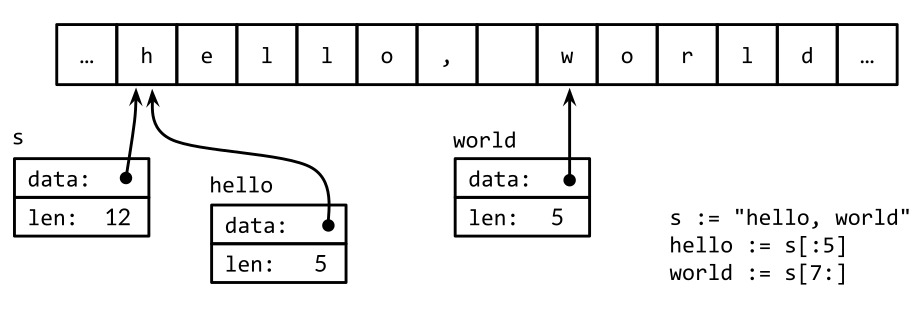 … h e l l o , w o r l d …
s
data:
len: 12
hello
data:
len: 5
world
data:
len: 5
s := "hello, world"
hello := s[:5]
world := s[7:]